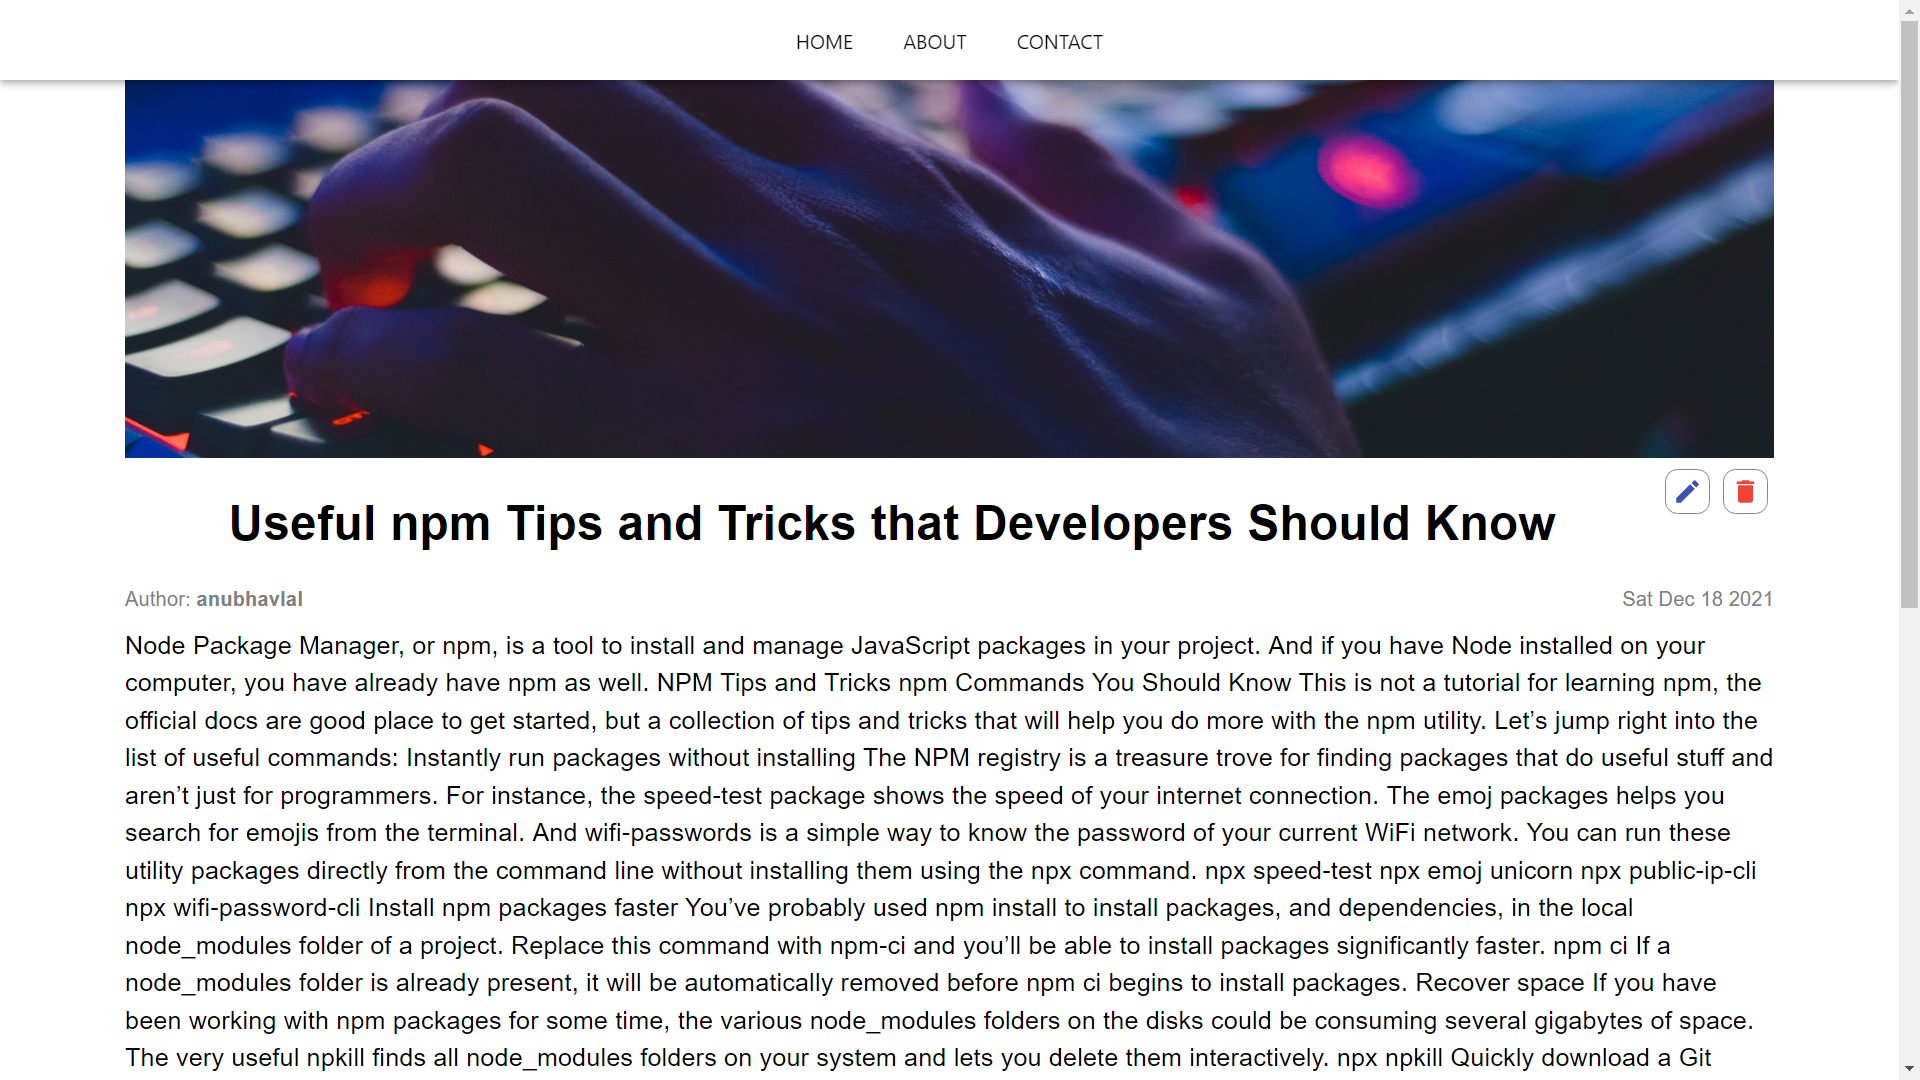 HOME ABOUT CONTACT
Useful npm Tips and Tricks that Developers Should Know
Author: anubhavlal Sat Dec 18 2021
Node Package Manager, or npm, is a tool to install and manage JavaScript packages in your project. And if you have Node installed on your
computer, you have already have npm as well. NPM Tips and Tricks npm Commands You Should Know This is not a tutorial for learning npm, the
official docs are good place to get started, but a collection of tips and tricks that will help you do more with the npm utility. Let’s jump right into the
list of useful commands: Instantly run packages without installing The NPM registry is a treasure trove for finding packages that do useful stuff and
aren’t just for programmers. For instance, the speed-test package shows the speed of your internet connection. The emoj packages helps you
search for emojis from the terminal. And wifi-passwords is a simple way to know the password of your current WiFi network. You can run these
utility packages directly from the command line without installing them using the npx command. npx speed-test npx emoj unicorn npx public-ip-cli
npx wifi-password-cli Install npm packages faster You’ve probably used npm install to install packages, and dependencies, in the local
node_modules folder of a project. Replace this command with npm-ci and you’ll be able to install packages significantly faster. npm ci If a
node_modules folder is already present, it will be automatically removed before npm ci begins to install packages. Recover space If you have
been working with npm packages for some time, the various node_modules folders on the disks could be consuming several gigabytes of space.
The very useful npkill finds all node_modules folders on your system and lets you delete them interactively. npx npkill Quickly download a Git